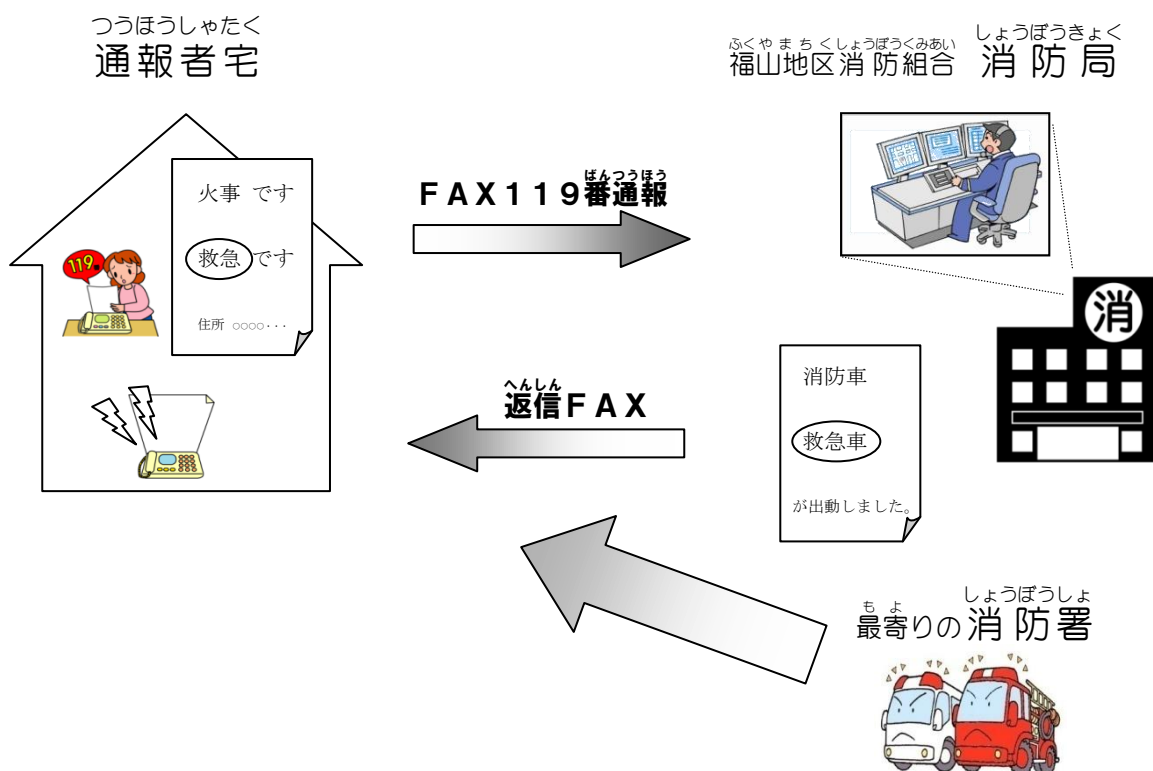 つうほうしゃたく
通報者宅
ふくやまちくしょうぼうくみあい しょうぼうきょく
福山地区消防組合 消防局
火事 です
救急です
住所 ○○○○・・・
119
ばんつうほう
FAX119番通報
消
へんしん
返信FAX
消防車
救急車
が出動しました。
もよ しょうぼうしょ
最寄りの消防署